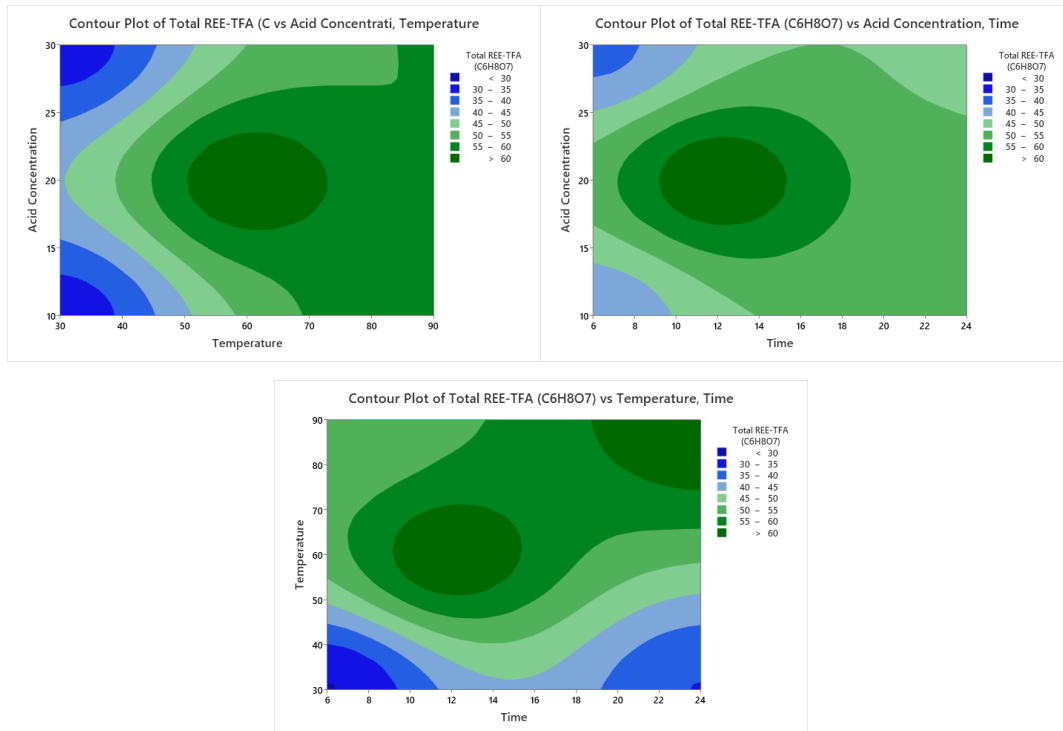 Contour Plot of Total REE-TFA (C vs Acid Concentrati, Temperature
Total REE-TFA
(C6H8O7)
< 30
30 – 35
35 – 40
40 – 45
45 – 50
50 – 55
55 – 60
> 60
Acid Concentration
30
25
20
15
10
30 40 50 60 70 80 90
Temperature
Contour Plot of Total REE-TFA (C6H8O7) vs Acid Concentration, Time
Total REE-TFA
(C6H8O7)
< 30
30 – 35
35 – 40
40 – 45
45 – 50
50 – 55
55 – 60
> 60
Acid Concentration
30
25
20
15
10
6 8 10 12 14 16 18 20 22 24
Time
Contour Plot of Total REE-TFA (C6H8O7) vs Temperature, Time
Total REE-TFA
(C6H8O7)
< 30
30 – 35
35 – 40
40 – 45
45 – 50
50 – 55
55 – 60
> 60
Temperature
90
80
70
60
50
40
30
6 8 10 12 14 16 18 20 22 24
Time